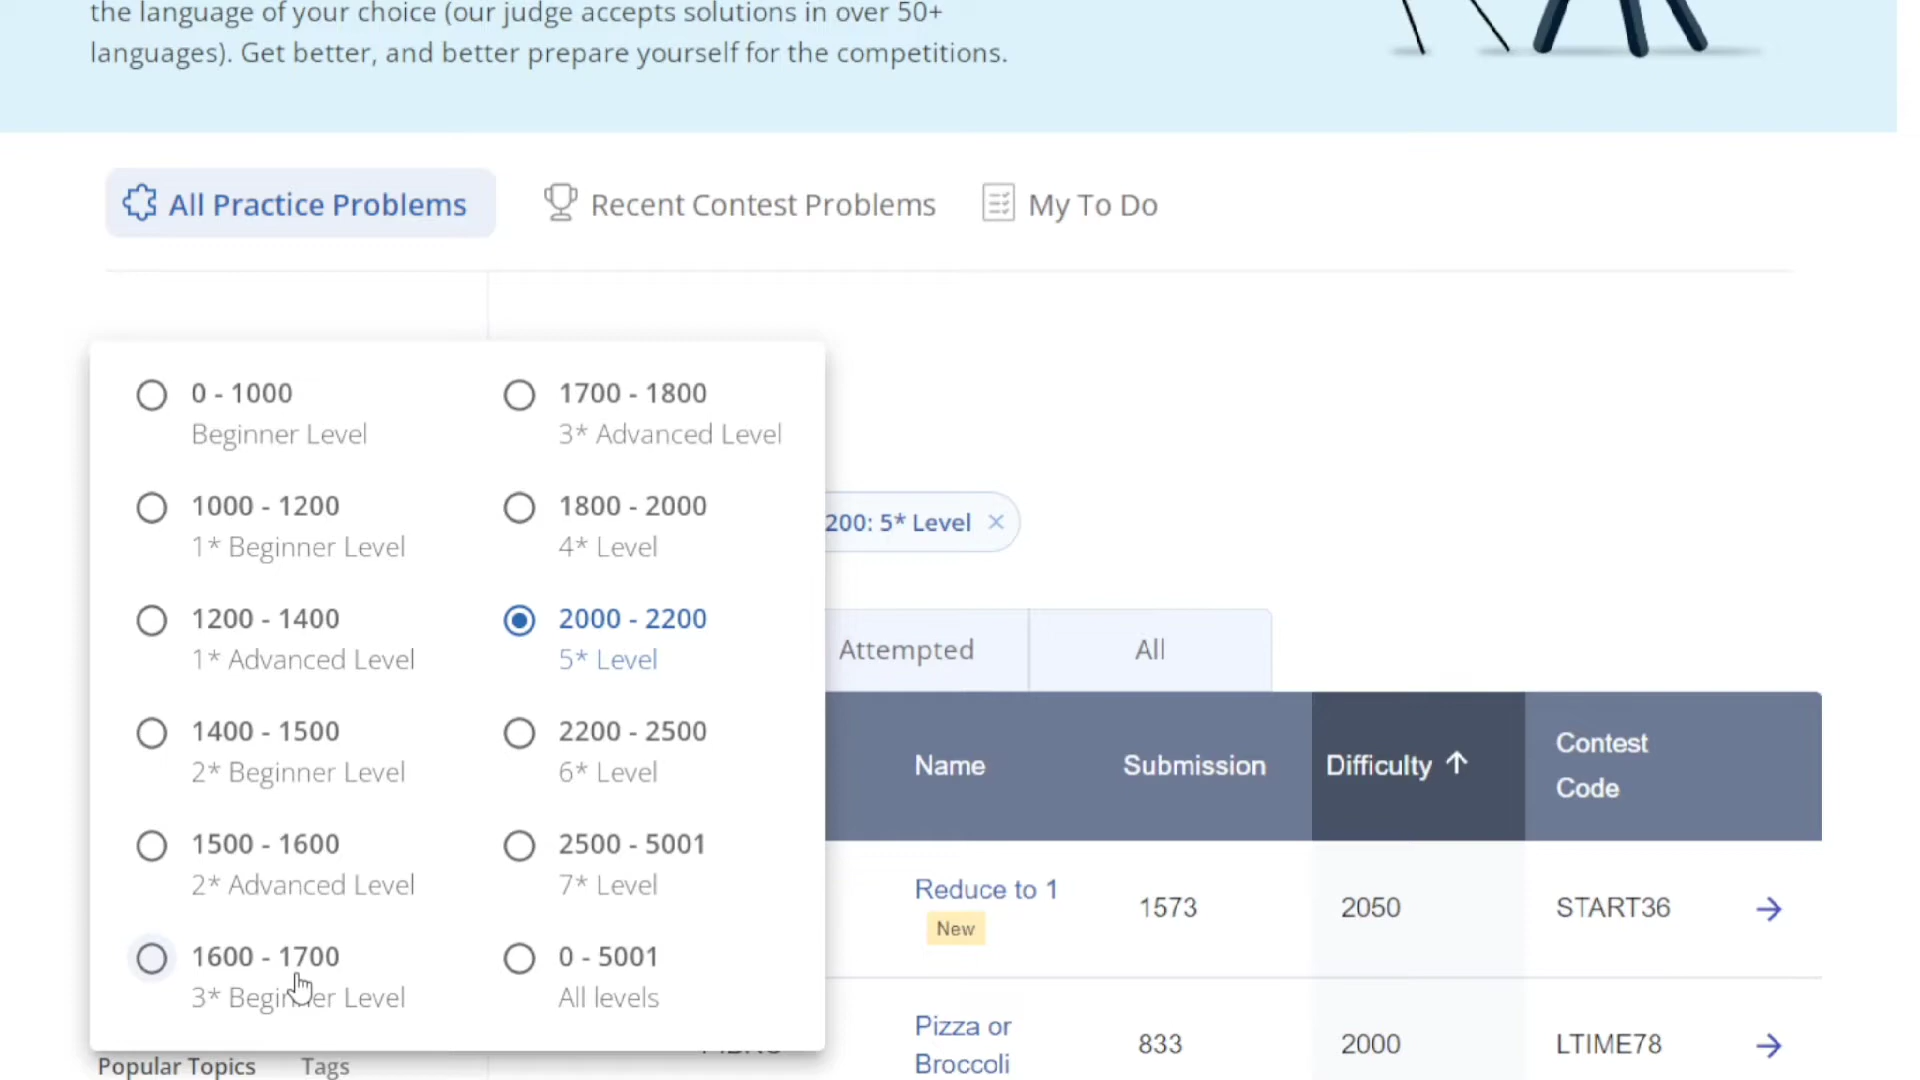 the language of your choice (our judge accepts solutions in over 50+
languages). Get better, and better prepare yourself for the competitions.
All Practice Problems
Recent Contest Problems
My To Do
0 - 1000
Beginner Level
1000 - 1200
1* Beginner Level
1200 - 1400
1* Advanced Level
1400 - 1500
2* Beginner Level
1500 - 1600
2* Advanced Level
1600 - 1700
3* Beginner Level
1700 - 1800
3* Advanced Level
1800 - 2000
4* Level
2000 - 2200
5* Level
2200 - 2500
6* Level
2500 - 5001
7* Level
0 - 5001
All levels
200: 5* Level ×
Attempted
All
Name
Submission
Difficulty ↑
Contest
Code
Reduce to 1
New
1573
2050
START36
Pizza or
Broccoli
833
2000
LTIME78
Popular Topics
Tags